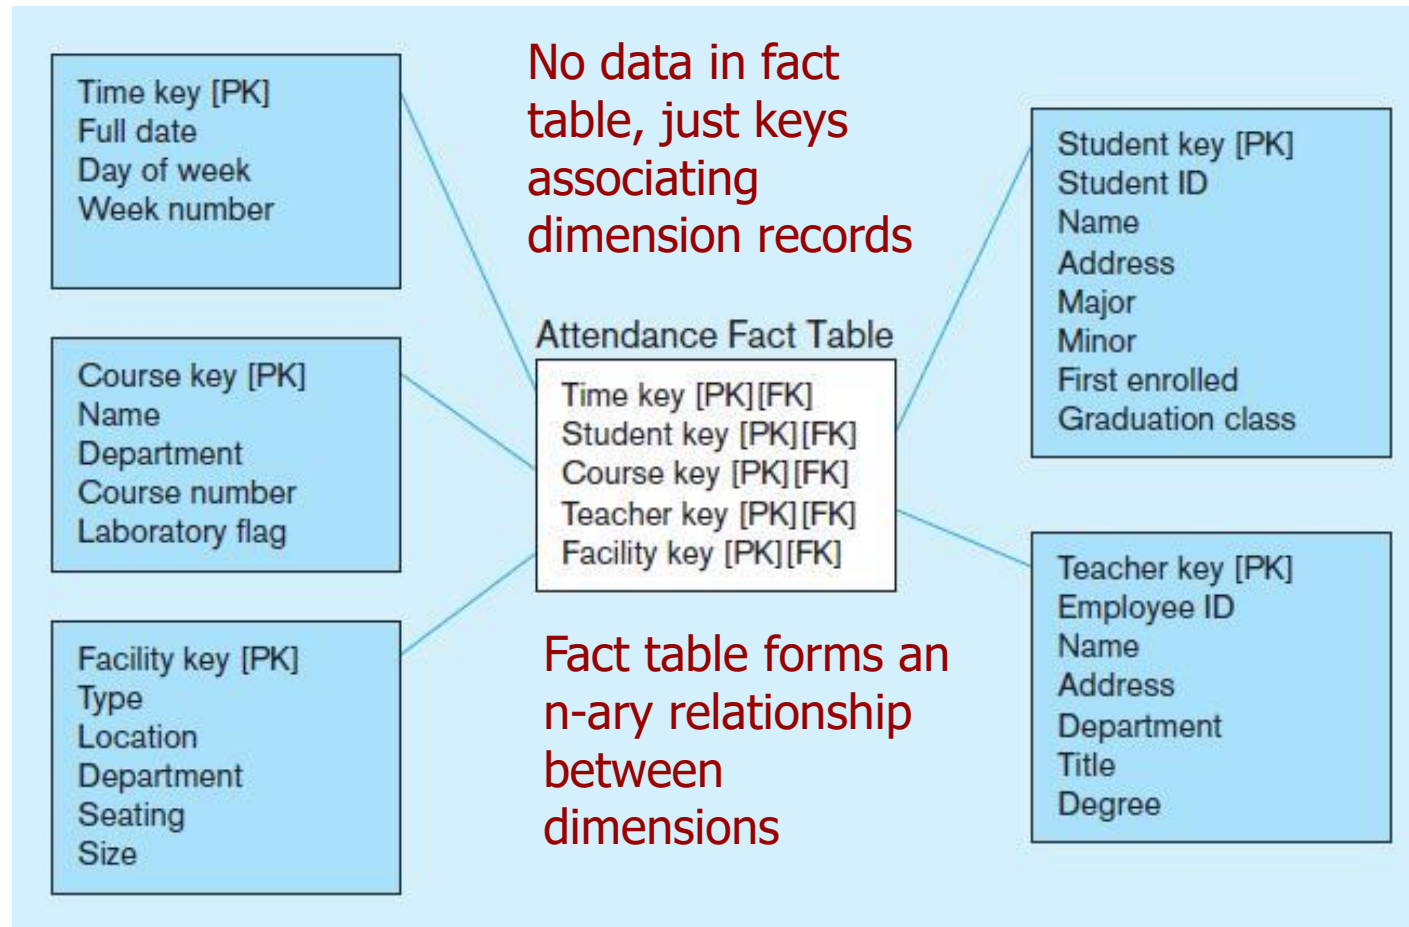 No data in fact
table, just keys
associating
dimension records
Time key [PK]
Full date
Day of week
Week number
Course key [PK]
Name
Department
Course number
Laboratory flag
Facility key [PK]
Type
Location
Department
Seating
Size
Attendance Fact Table
Time key [PK][FK]
Student key [PK][FK]
Course key [PK][FK]
Teacher key [PK][FK]
Facility key [PK][FK]
Fact table forms an
n-ary relationship
between
dimensions
Student key [PK]
Student ID
Name
Address
Major
Minor
First enrolled
Graduation class
Teacher key [PK]
Employee ID
Name
Address
Department
Title
Degree